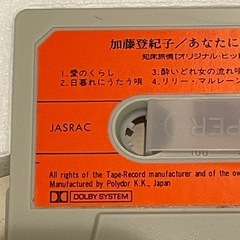 加藤登紀子/あなたに
知床旅情【オリジナル・ヒット
1.愛のくらし
2.日暮れにうたう唄
3.酔いどれ女の流れ唄
4.リリー・マルレーン
JASRAC
PER
100
All rights of the Tape-Record manufacturer and of the ow
Manufactured by Polydor K.K., Japan
DOLBY SYSTEM